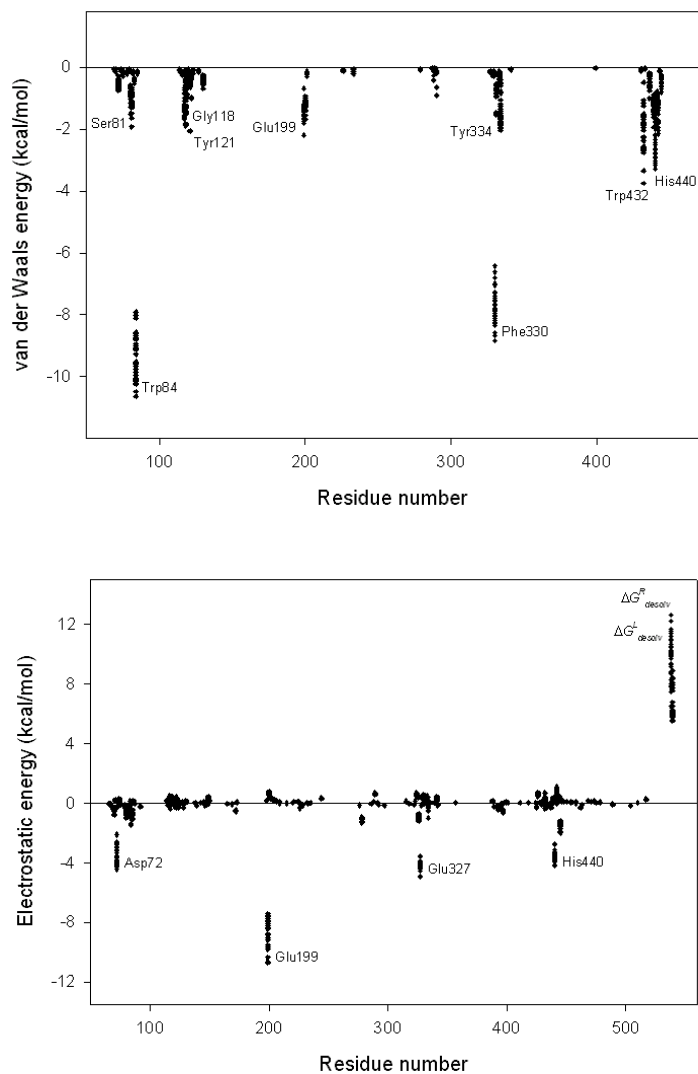 van der Waals energy (kcal/mol)
0
-2
-4
-6
-8
-10
Ser81
Gly118
Tyr121
Glu199
Tyr334
His440
Trp432
Phe330
Trp84
100
200
300
400
Residue number
Electrostatic energy (kcal/mol)
12
8
4
0
-4
-8
-12
ΔG^R_desolv
ΔG^L_desolv
Asp72
Glu327
His440
Glu199
100
200
300
400
500
Residue number